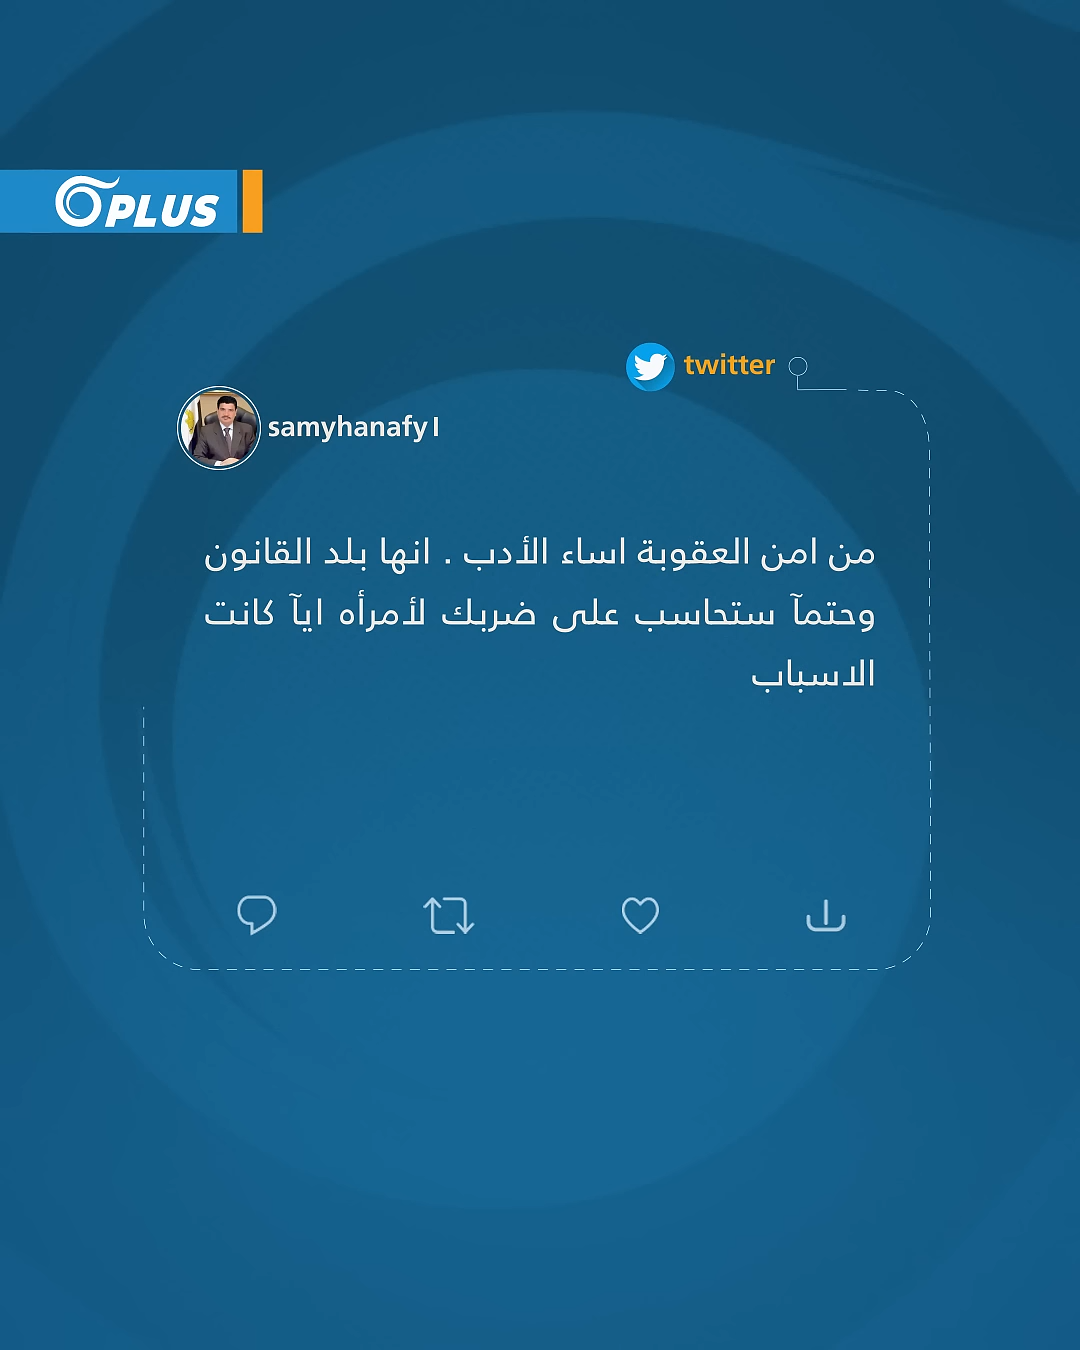 PLUS
twitter
samyhanafy1
من امن العقوبة اساء الأدب . انها بلد القانون
وحتمآ ستحاسب على ضربك لأمرأه ايآ كانت
الاسباب